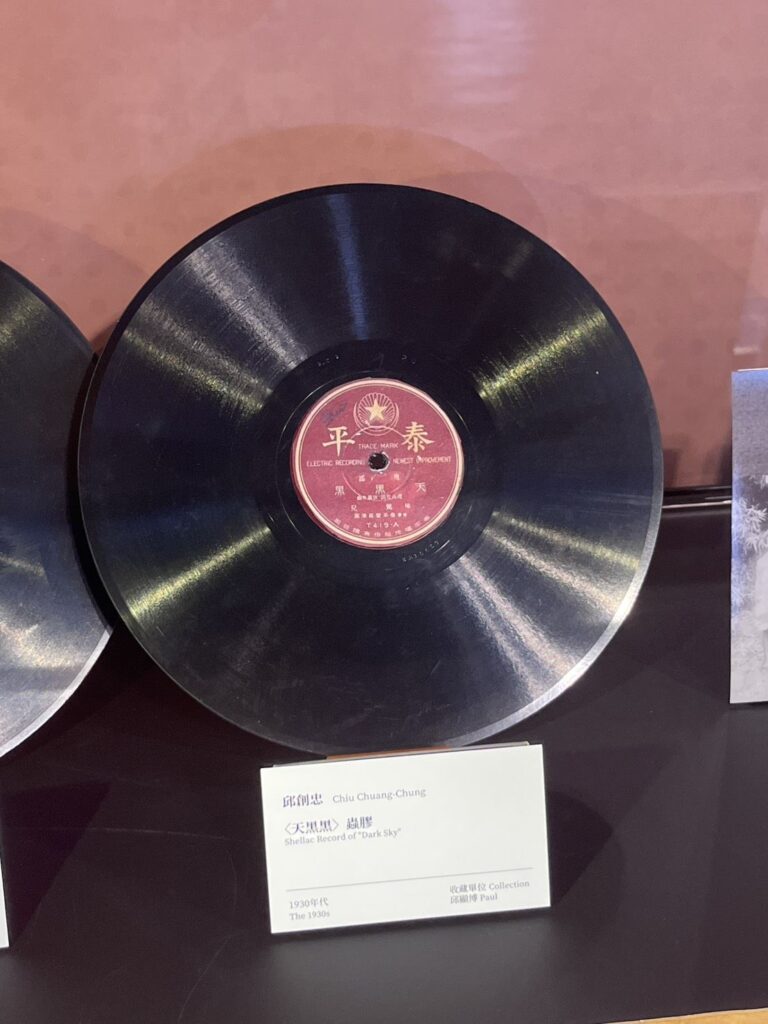 平 泰
TRADE MARK
ELECTRIC RECORDING NEWEST IMPROVEMENT
黑 黑 天
T419-A
邱創忠 Chiu Chuang-Chung
〈天黑黑〉蟲膠
Shellac Record of "Dark Sky"
1930年代
The 1930s
收藏單位 Collection
邱顯博 Paul